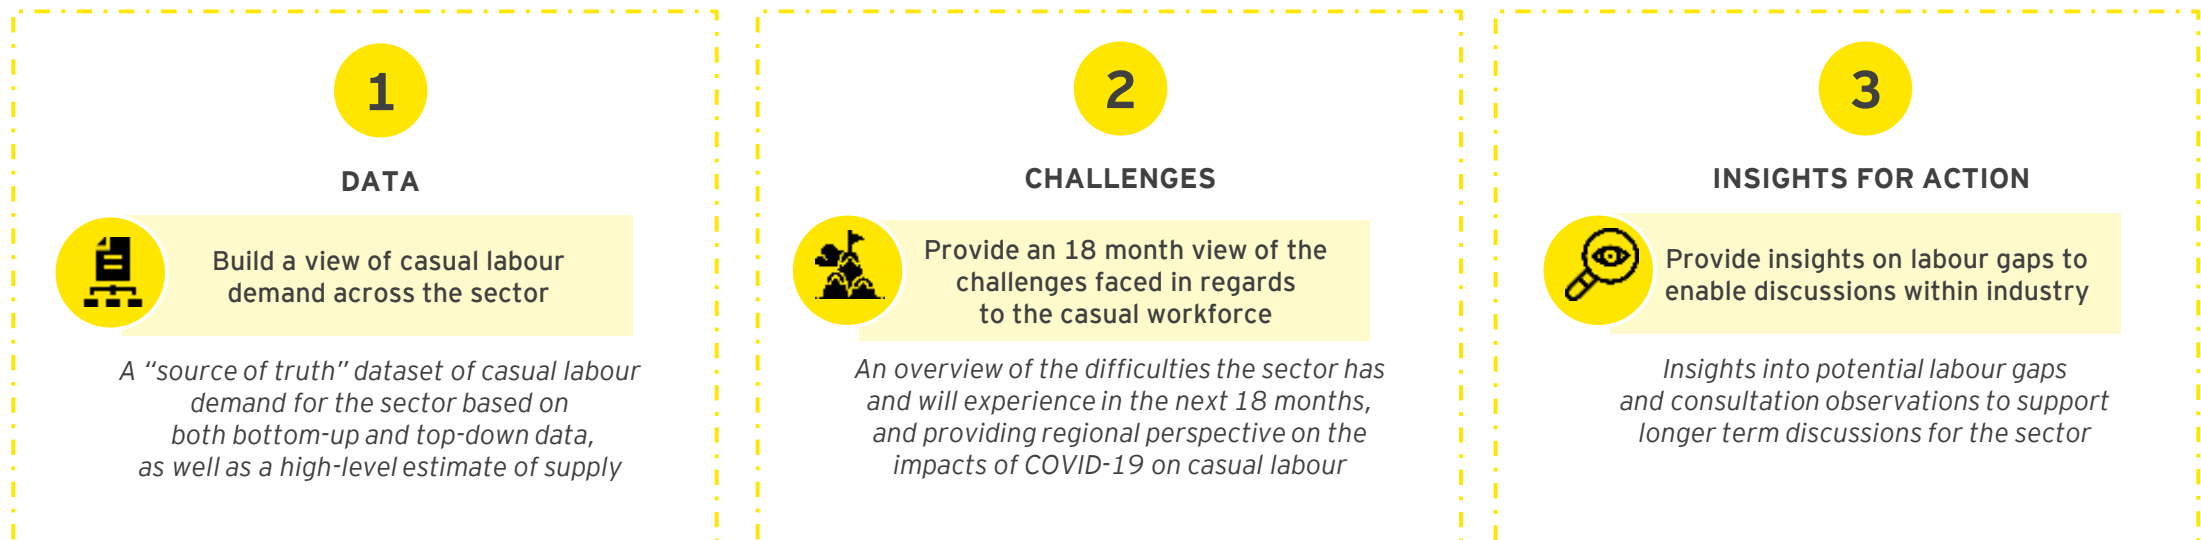 1
DATA
Build a view of casual labour
demand across the sector
A “source of truth” dataset of casual labour
demand for the sector based on
both bottom-up and top-down data,
as well as a high-level estimate of supply
2
CHALLENGES
Provide an 18 month view of the
challenges faced in regards
to the casual workforce
An overview of the difficulties the sector has
and will experience in the next 18 months,
and providing regional perspective on the
impacts of COVID-19 on casual labour
3
INSIGHTS FOR ACTION
Provide insights on labour gaps to
enable discussions within industry
Insights into potential labour gaps
and consultation observations to support
longer term discussions for the sector